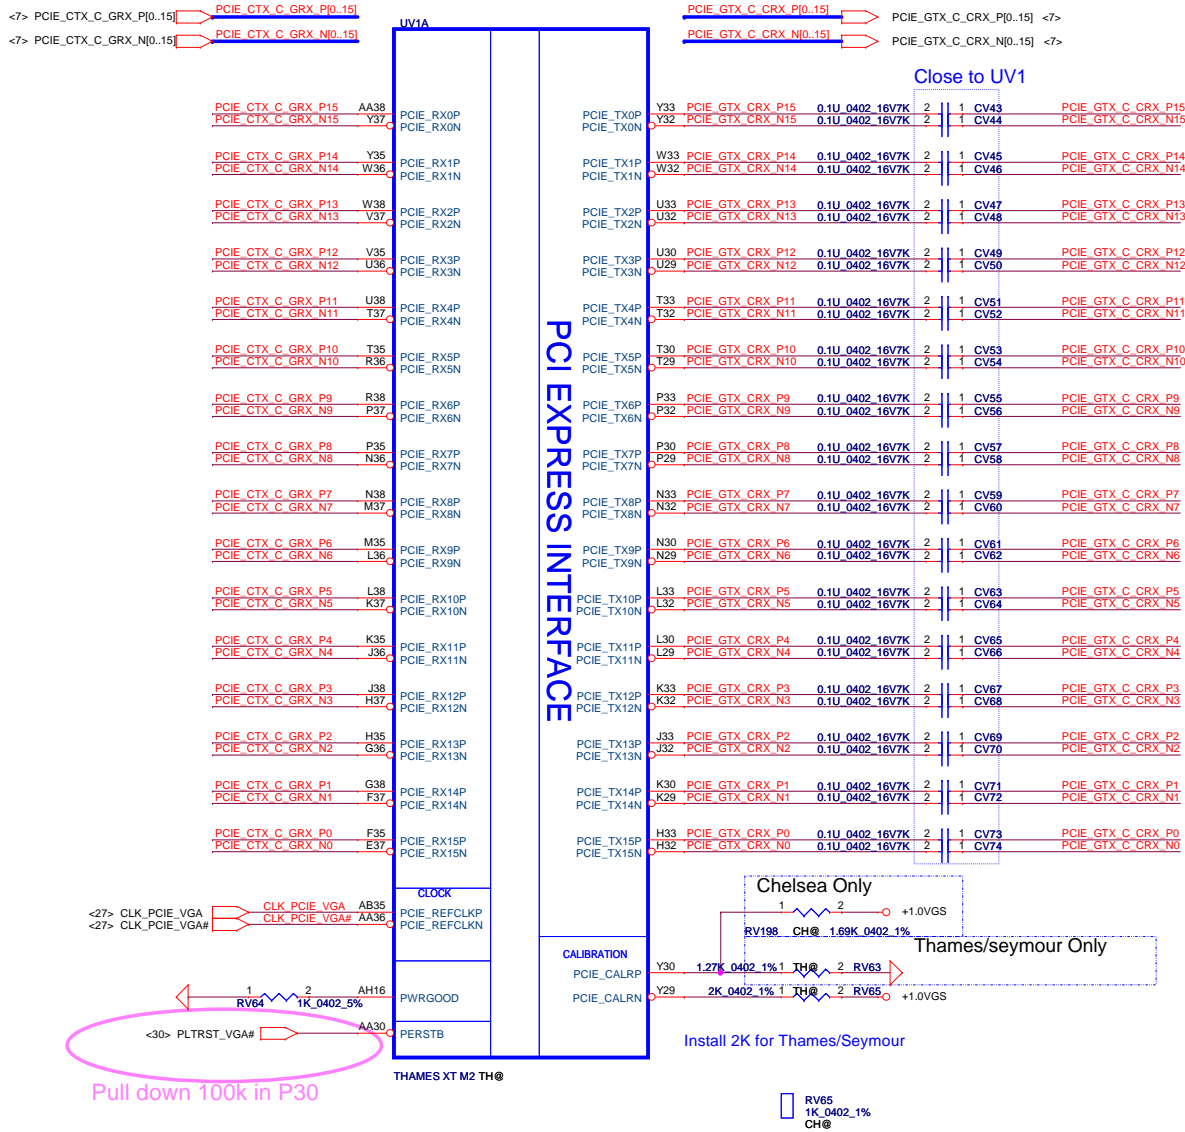 <7> PCIE_CTX_C_GRX_P[0..15] PCIE_CTX_C_GRX_P[0..15] PCIE_GTX_C_CRX_P[0..15] PCIE_GTX_C_CRX_P[0..15] <7>
UV1A
<7> PCIE_CTX_C_GRX_N[0..15] PCIE_CTX_C_GRX_N[0..15] PCIE_GTX_C_CRX_N[0..15] PCIE_GTX_C_CRX_N[0..15] <7>
Close to UV1
PCIE_CTX_C_GRX_P15 AA38 PCIE_RX0P PCIE_TX0P Y33 PCIE_GTX_CRX_P15 0.1U_0402_16V7K 2 1 CV43 PCIE_GTX_C_CRX_P15
PCIE_CTX_C_GRX_N15 Y37 PCIE_RX0N PCIE_TX0N Y32 PCIE_GTX_CRX_N15 0.1U_0402_16V7K 2 1 CV44 PCIE_GTX_C_CRX_N15
PCIE_CTX_C_GRX_P14 Y35 PCIE_RX1P PCIE_TX1P W33 PCIE_GTX_CRX_P14 0.1U_0402_16V7K 2 1 CV45 PCIE_GTX_C_CRX_P14
PCIE_CTX_C_GRX_N14 W36 PCIE_RX1N PCIE_TX1N W32 PCIE_GTX_CRX_N14 0.1U_0402_16V7K 2 1 CV46 PCIE_GTX_C_CRX_N14
PCIE_CTX_C_GRX_P13 W38 PCIE_RX2P PCIE_TX2P U33 PCIE_GTX_CRX_P13 0.1U_0402_16V7K 2 1 CV47 PCIE_GTX_C_CRX_P13
PCIE_CTX_C_GRX_N13 V37 PCIE_RX2N PCIE_TX2N U32 PCIE_GTX_CRX_N13 0.1U_0402_16V7K 2 1 CV48 PCIE_GTX_C_CRX_N13
PCIE_CTX_C_GRX_P12 V35 PCIE_RX3P PCIE_TX3P U30 PCIE_GTX_CRX_P12 0.1U_0402_16V7K 2 1 CV49 PCIE_GTX_C_CRX_P12
PCIE_CTX_C_GRX_N12 U36 PCIE_RX3N PCIE_TX3N U29 PCIE_GTX_CRX_N12 0.1U_0402_16V7K 2 1 CV50 PCIE_GTX_C_CRX_N12
PCIE_CTX_C_GRX_P11 U38 PCIE_RX4P PCIE_TX4P T33 PCIE_GTX_CRX_P11 0.1U_0402_16V7K 2 1 CV51 PCIE_GTX_C_CRX_P11
PCIE_CTX_C_GRX_N11 T37 PCIE_RX4N PCIE_TX4N T32 PCIE_GTX_CRX_N11 0.1U_0402_16V7K 2 1 CV52 PCIE_GTX_C_CRX_N11
PCIE_CTX_C_GRX_P10 T35 PCIE_RX5P PCIE_TX5P T30 PCIE_GTX_CRX_P10 0.1U_0402_16V7K 2 1 CV53 PCIE_GTX_C_CRX_P10
PCIE_CTX_C_GRX_N10 R36 PCIE_RX5N PCIE_TX5N T29 PCIE_GTX_CRX_N10 0.1U_0402_16V7K 2 1 CV54 PCIE_GTX_C_CRX_N10
PCIE_CTX_C_GRX_P9 R38 PCIE_RX6P PCIE_TX6P P33 PCIE_GTX_CRX_P9 0.1U_0402_16V7K 2 1 CV55 PCIE_GTX_C_CRX_P9
PCIE_CTX_C_GRX_N9 P37 PCIE_RX6N PCIE_TX6N P32 PCIE_GTX_CRX_N9 0.1U_0402_16V7K 2 1 CV56 PCIE_GTX_C_CRX_N9
PCIE_CTX_C_GRX_P8 P35 PCIE_RX7P PCIE_TX7P P30 PCIE_GTX_CRX_P8 0.1U_0402_16V7K 2 1 CV57 PCIE_GTX_C_CRX_P8
PCIE_CTX_C_GRX_N8 N36 PCIE_RX7N PCIE_TX7N P29 PCIE_GTX_CRX_N8 0.1U_0402_16V7K 2 1 CV58 PCIE_GTX_C_CRX_N8
PCIE_CTX_C_GRX_P7 N38 PCIE_RX8P PCIE_TX8P N33 PCIE_GTX_CRX_P7 0.1U_0402_16V7K 2 1 CV59 PCIE_GTX_C_CRX_P7
PCIE_CTX_C_GRX_N7 M37 PCIE_RX8N PCIE_TX8N N32 PCIE_GTX_CRX_N7 0.1U_0402_16V7K 2 1 CV60 PCIE_GTX_C_CRX_N7
PCIE_CTX_C_GRX_P6 M35 PCIE_RX9P PCIE_TX9P N30 PCIE_GTX_CRX_P6 0.1U_0402_16V7K 2 1 CV61 PCIE_GTX_C_CRX_P6
PCIE_CTX_C_GRX_N6 L36 PCIE_RX9N PCIE_TX9N N29 PCIE_GTX_CRX_N6 0.1U_0402_16V7K 2 1 CV62 PCIE_GTX_C_CRX_N6
PCIE_CTX_C_GRX_P5 L38 PCIE_RX10P PCIE_TX10P L33 PCIE_GTX_CRX_P5 0.1U_0402_16V7K 2 1 CV63 PCIE_GTX_C_CRX_P5
PCIE_CTX_C_GRX_N5 K37 PCIE_RX10N PCIE_TX10N L32 PCIE_GTX_CRX_N5 0.1U_0402_16V7K 2 1 CV64 PCIE_GTX_C_CRX_N5
PCIE_CTX_C_GRX_P4 K35 PCIE_RX11P PCIE_TX11P L30 PCIE_GTX_CRX_P4 0.1U_0402_16V7K 2 1 CV65 PCIE_GTX_C_CRX_P4
PCIE_CTX_C_GRX_N4 J36 PCIE_RX11N PCIE_TX11N L29 PCIE_GTX_CRX_N4 0.1U_0402_16V7K 2 1 CV66 PCIE_GTX_C_CRX_N4
PCIE_CTX_C_GRX_P3 J38 PCIE_RX12P PCIE_TX12P K33 PCIE_GTX_CRX_P3 0.1U_0402_16V7K 2 1 CV67 PCIE_GTX_C_CRX_P3
PCIE_CTX_C_GRX_N3 H37 PCIE_RX12N PCIE_TX12N K32 PCIE_GTX_CRX_N3 0.1U_0402_16V7K 2 1 CV68 PCIE_GTX_C_CRX_N3
PCIE_CTX_C_GRX_P2 H35 PCIE_RX13P PCIE_TX13P J33 PCIE_GTX_CRX_P2 0.1U_0402_16V7K 2 1 CV69 PCIE_GTX_C_CRX_P2
PCIE_CTX_C_GRX_N2 G36 PCIE_RX13N PCIE_TX13N J32 PCIE_GTX_CRX_N2 0.1U_0402_16V7K 2 1 CV70 PCIE_GTX_C_CRX_N2
PCIE_CTX_C_GRX_P1 G38 PCIE_RX14P PCIE_TX14P K30 PCIE_GTX_CRX_P1 0.1U_0402_16V7K 2 1 CV71 PCIE_GTX_C_CRX_P1
PCIE_CTX_C_GRX_N1 F37 PCIE_RX14N PCIE_TX14N K29 PCIE_GTX_CRX_N1 0.1U_0402_16V7K 2 1 CV72 PCIE_GTX_C_CRX_N1
PCIE_CTX_C_GRX_P0 F35 PCIE_RX15P PCIE_TX15P H33 PCIE_GTX_CRX_P0 0.1U_0402_16V7K 2 1 CV73 PCIE_GTX_C_CRX_P0
PCIE_CTX_C_GRX_N0 E37 PCIE_RX15N PCIE_TX15N H32 PCIE_GTX_CRX_N0 0.1U_0402_16V7K 2 1 CV74 PCIE_GTX_C_CRX_N0
PCI EXPRESS INTERFACE
Chelsea Only
CLOCK
<27> CLK_PCIE_VGA CLK_PCIE_VGA AB35 PCIE_REFCLKP 1 2 +1.0VGS
<27> CLK_PCIE_VGA# CLK_PCIE_VGA# AA36 PCIE_REFCLKN
RV198 CH@ 1.69K_0402_1%
Thames/seymour Only
CALIBRATION
PCIE_CALRP Y30 1.27K_0402_1% 1 TH@ 2 RV63
1 2 AH16 PWRGOOD PCIE_CALRN Y29 2K_0402_1% 1 TH@ 2 RV65 +1.0VGS
RV64 1K_0402_5%
<30> PLTRST_VGA# AA30 PERSTB
Install 2K for Thames/Seymour
THAMES XT M2 TH@
Pull down 100k in P30
RV65
1K_0402_1%
CH@